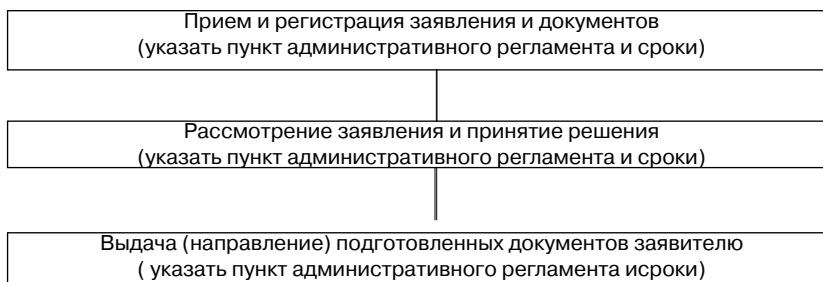 Прием и регистрация заявления и документов
(указать пункт административного регламента и сроки)
Рассмотрение заявления и принятие решения
(указать пункт административного регламента и сроки)
Выдача (направление) подготовленных документов заявителю
( указать пункт административного регламента исроки)